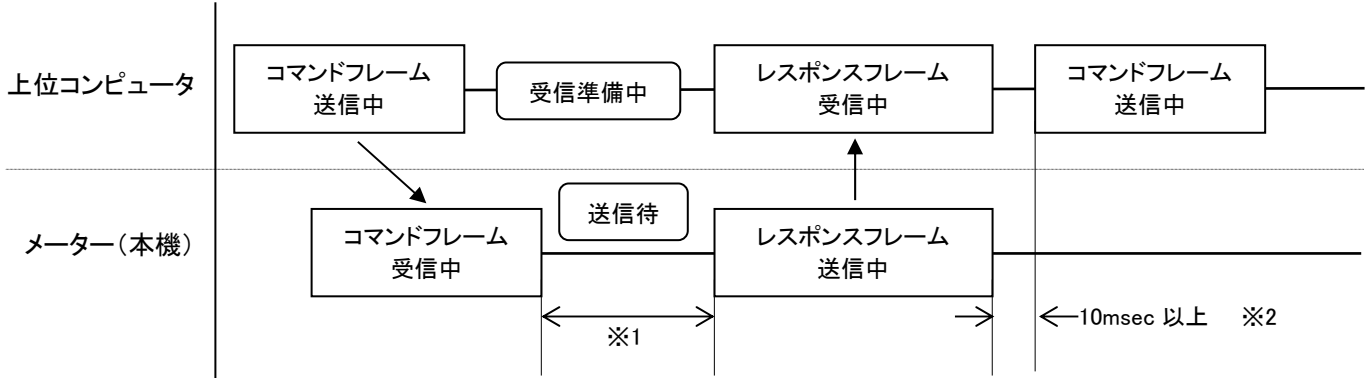 上位コンピュータ
コマンドフレーム
送信中
受信準備中
レスポンスフレーム
受信中
コマンドフレーム
送信中
メーター（本機）
コマンドフレーム
受信中
送信待
レスポンスフレーム
送信中
※1
10msec 以上 ※2